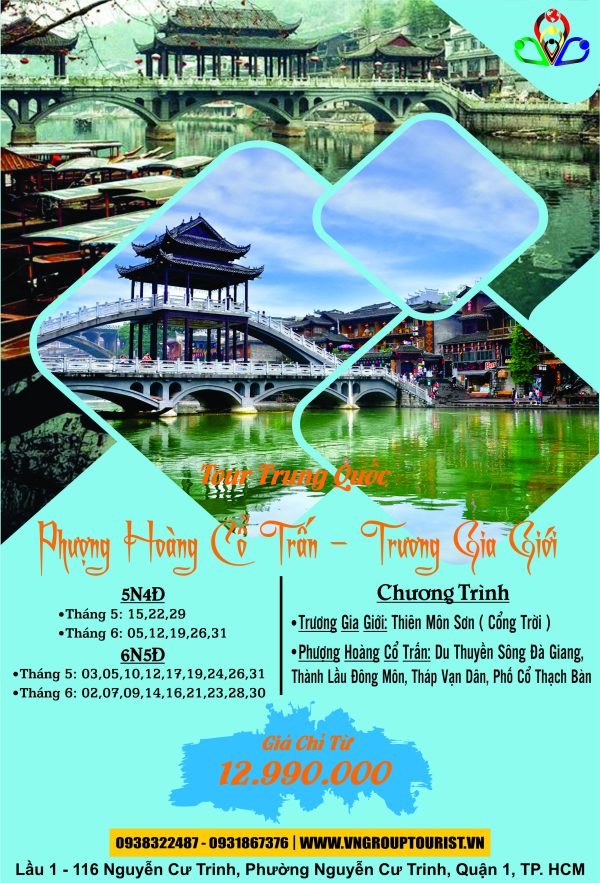 Tour Trung Quốc
Phượng Hoàng Cổ Trấn – Trương Gia Giới
5N4Đ
•Tháng 5: 15,22,29
•Tháng 6: 05,12,19,26,31
6N5Đ
•Tháng 5: 03,05,10,12,17,19,24,26,31
•Tháng 6: 02,07,09,14,16,21,23,28,30
Chương Trình
•Trương Gia Giới: Thiên Môn Sơn ( Cổng Trời )
•Phượng Hoàng Cổ Trấn: Du Thuyền Sông Đà Giang,
Thành Lầu Đông Môn, Tháp Vạn Dân, Phố Cổ Thạch Bàn
Giá Chỉ Từ
12.990.000
0938322487 - 0931867376 | WWW.VNGROUPTOURIST.VN
Lầu 1 - 116 Nguyễn Cư Trinh, Phường Nguyễn Cư Trinh, Quận 1, TP. HCM